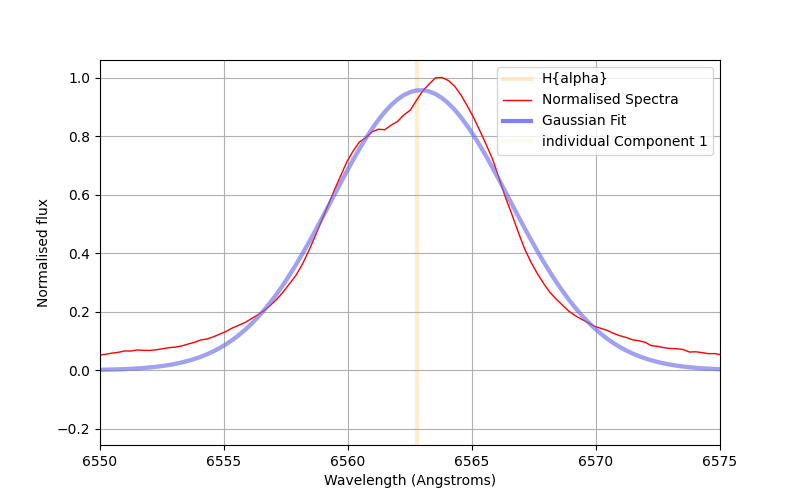 1.0
0.8
0.6
0.4
0.2
0.0
−0.2
Normalised flux
H{alpha}
Normalised Spectra
Gaussian Fit
individual Component 1
6550 6555 6560 6565 6570 6575
Wavelength (Angstroms)